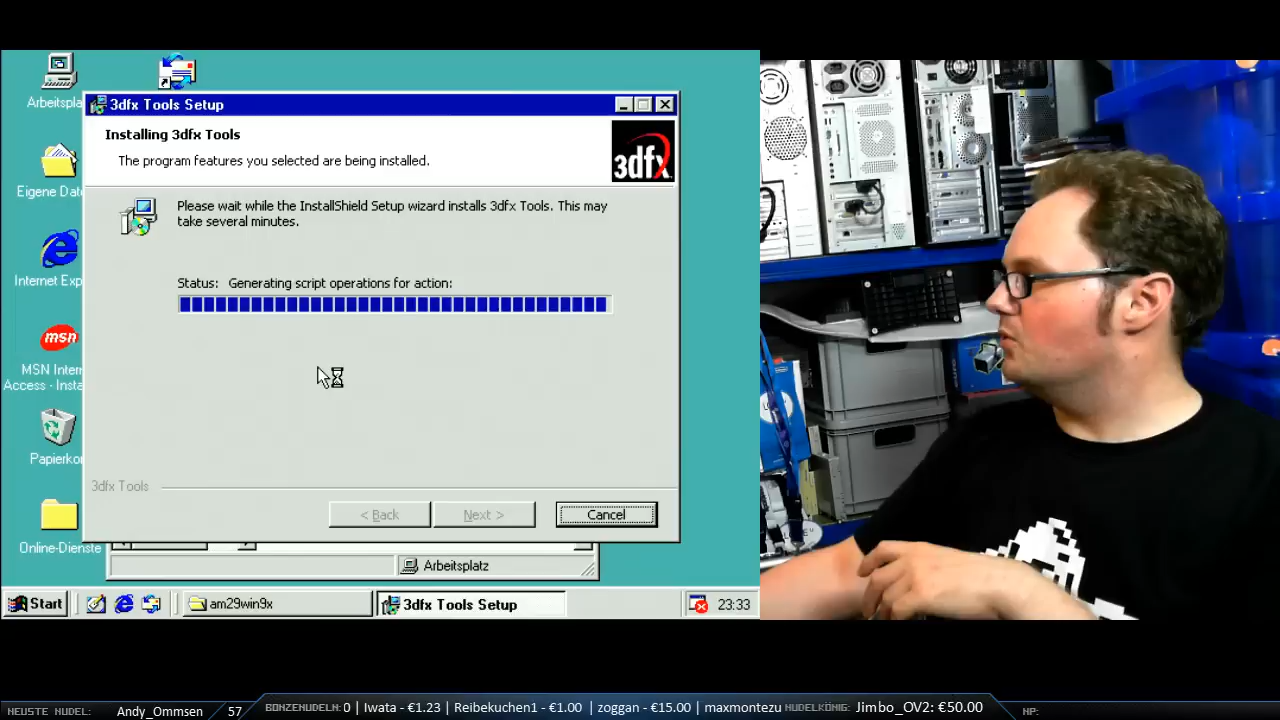 3dfx Tools Setup
Installing 3dfx Tools
The program features you selected are being installed.
3dfx
Please wait while the InstallShield Setup wizard installs 3dfx Tools. This may
take several minutes.
Status: Generating script operations for action:
3dfx Tools
< Back
Next >
Cancel
Arbeitspla
Eigene Dat
Internet Exp
msn
MSN Intern
Access - Insta
Papierko
Online-Dienste
Arbeitsplatz
Start
am29win9x
3dfx Tools Setup
23:33
NEUSTE NUDEL: Andy_Ommsen 57 BONZENNUDELN: 0 | Iwata - €1.23 | Reibekuchen1 - €1.00 | zoggan - €15.00 | maxmontezu NUDELKÖNIG: Jimbo_OV2: €50.00 HP: